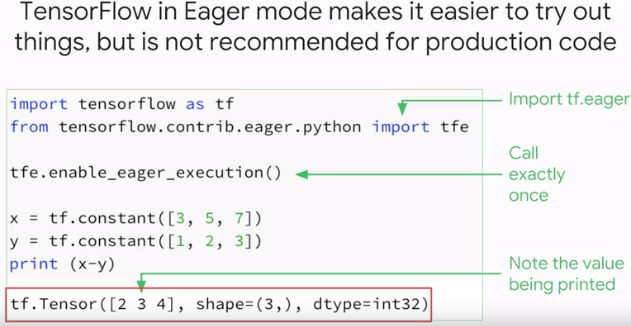 TensorFlow in Eager mode makes it easier to try out
things, but is not recommended for production code
import tensorflow as tf
from tensorflow.contrib.eager.python import tfe
tfe.enable_eager_execution()
x = tf.constant([3, 5, 7])
y = tf.constant([1, 2, 3])
print (x-y)
tf.Tensor([2 3 4], shape=(3,), dtype=int32)
Import tf.eager
Call
exactly
once
Note the value
being printed